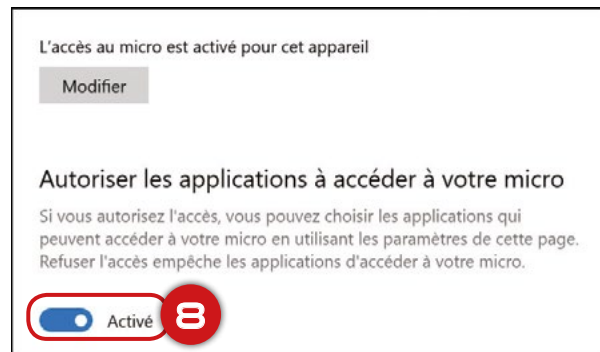 L'accès au micro est activé pour cet appareil
Modifier
Autoriser les applications à accéder à votre micro
Si vous autorisez l'accès, vous pouvez choisir les applications qui
peuvent accéder à votre micro en utilisant les paramètres de cette page.
Refuser l'accès empêche les applications d'accéder à votre micro.
Activé 8